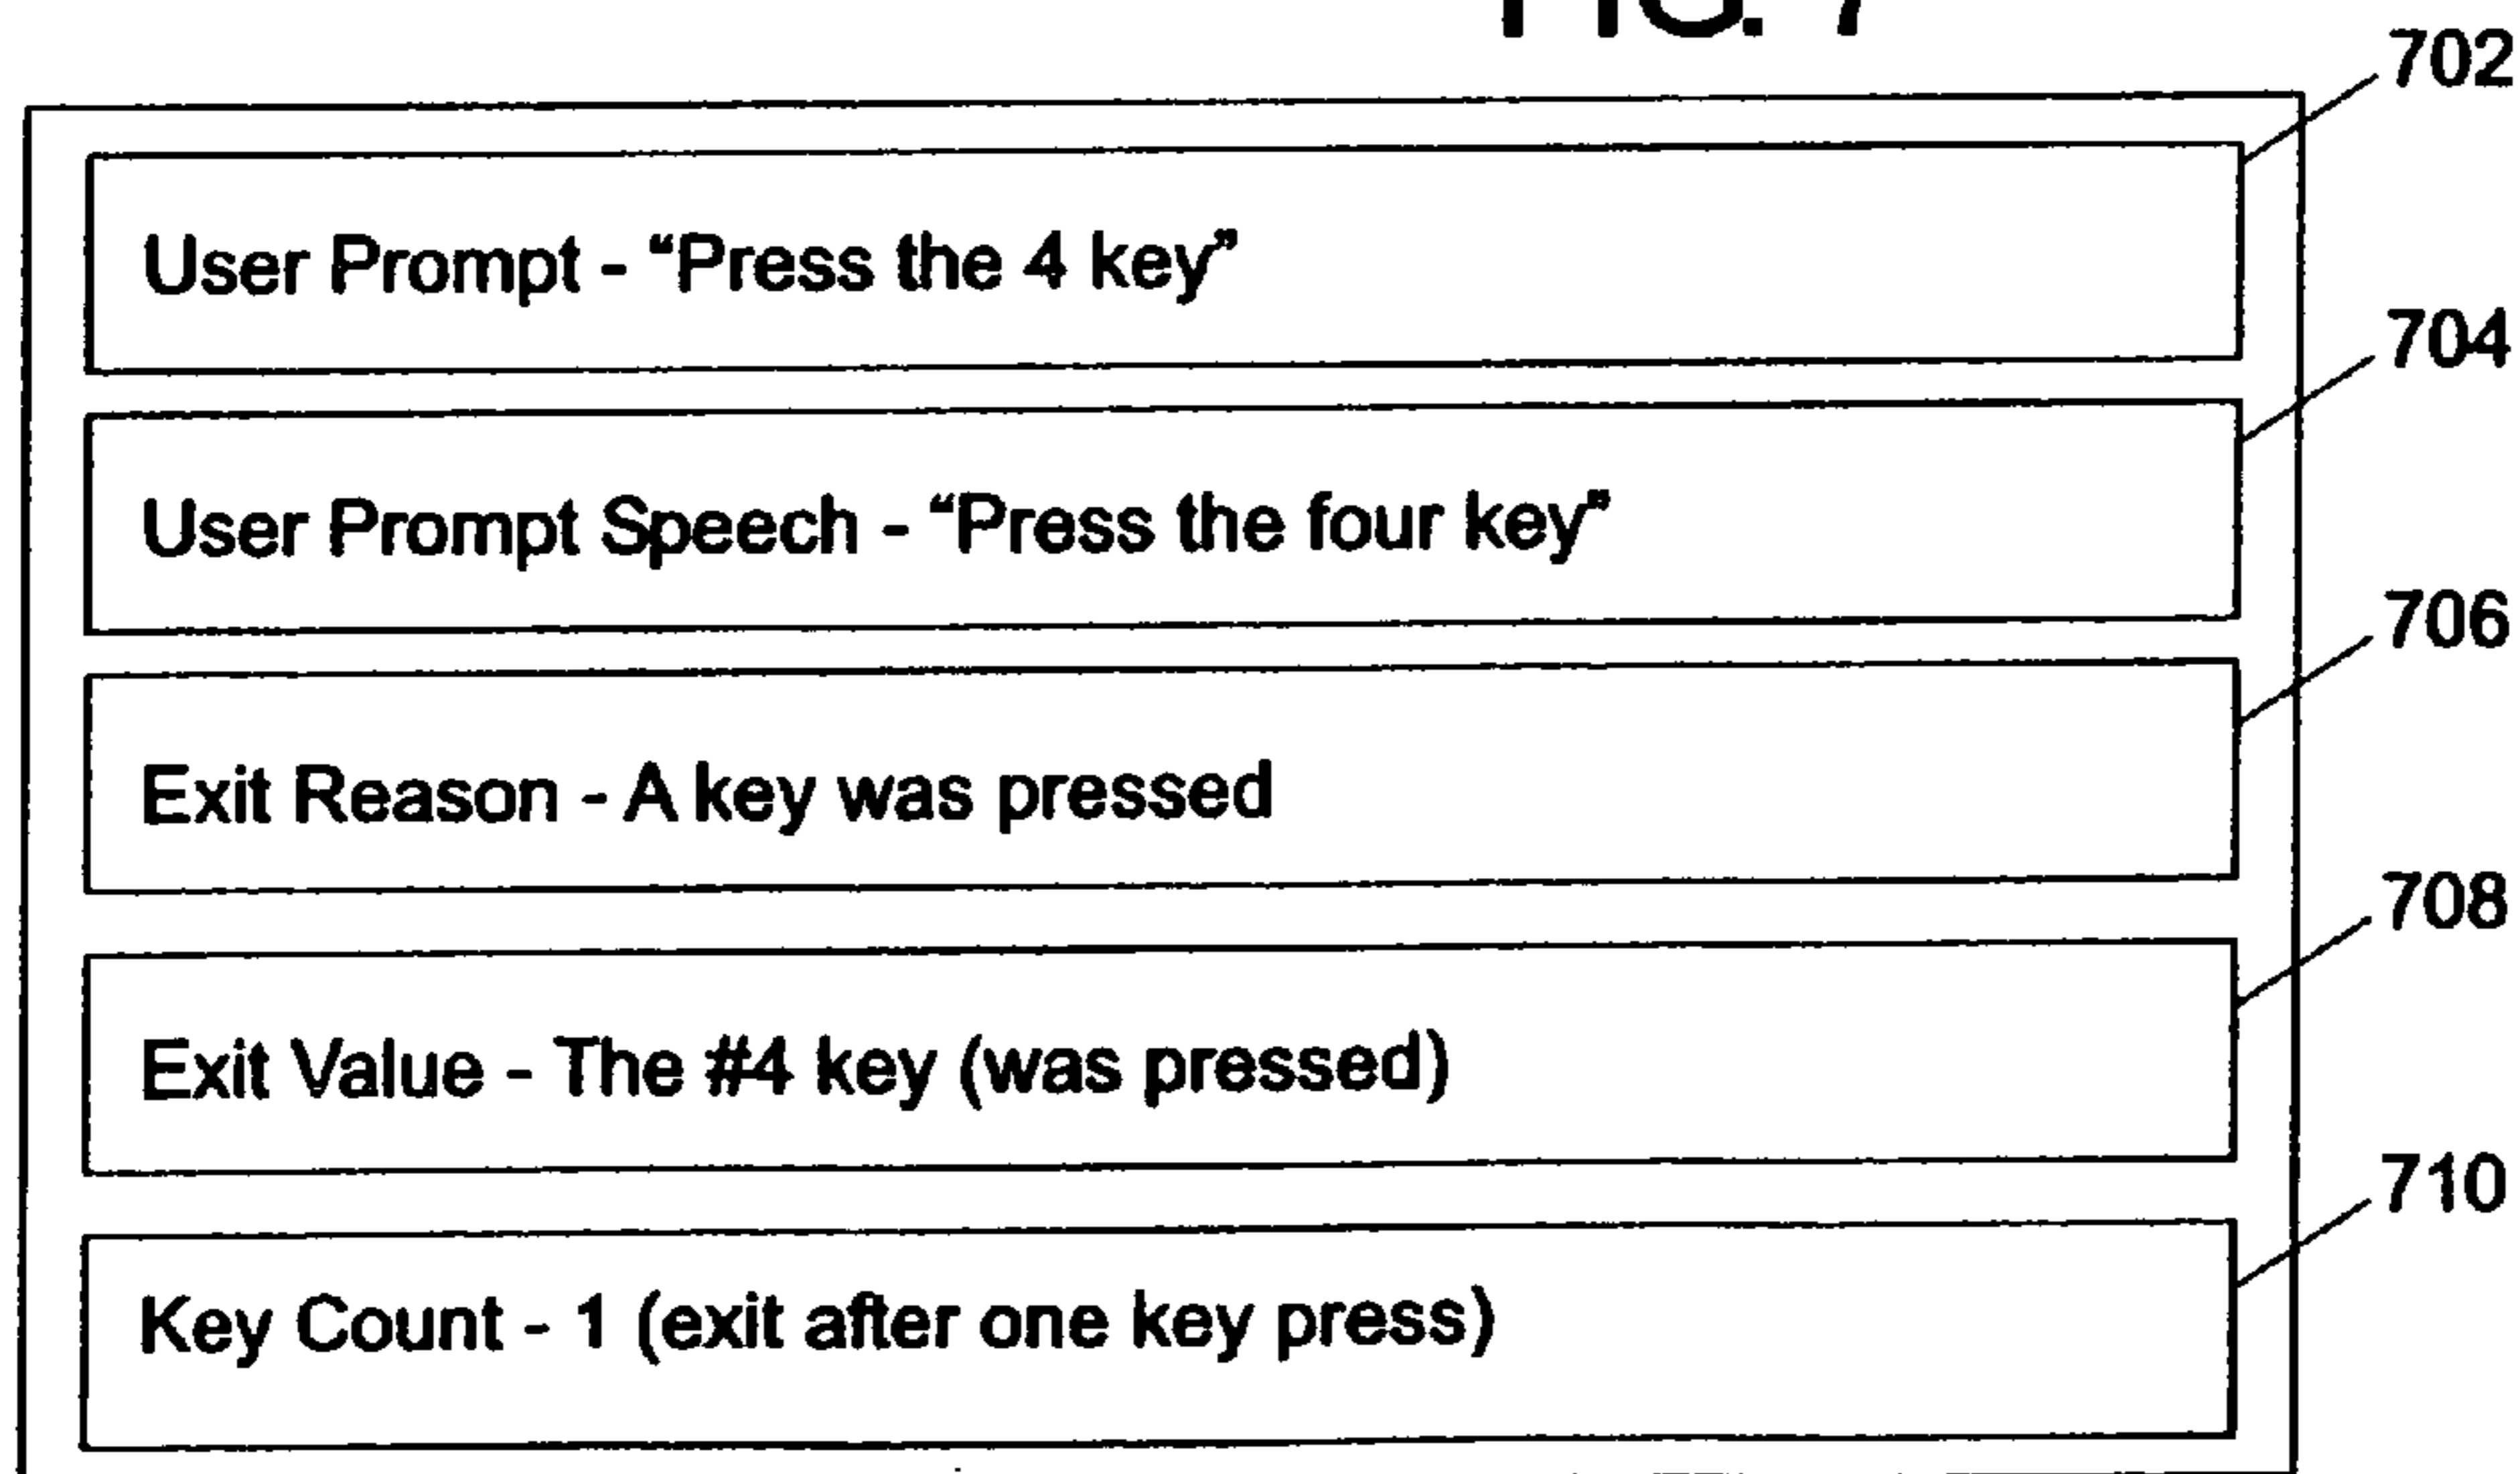 FIG. 7
702
User Prompt - “Press the 4 key”
704
User Prompt Speech - “Press the four key”
706
Exit Reason - A key was pressed
708
Exit Value - The #4 key (was pressed)
710
Key Count - 1 (exit after one key press)